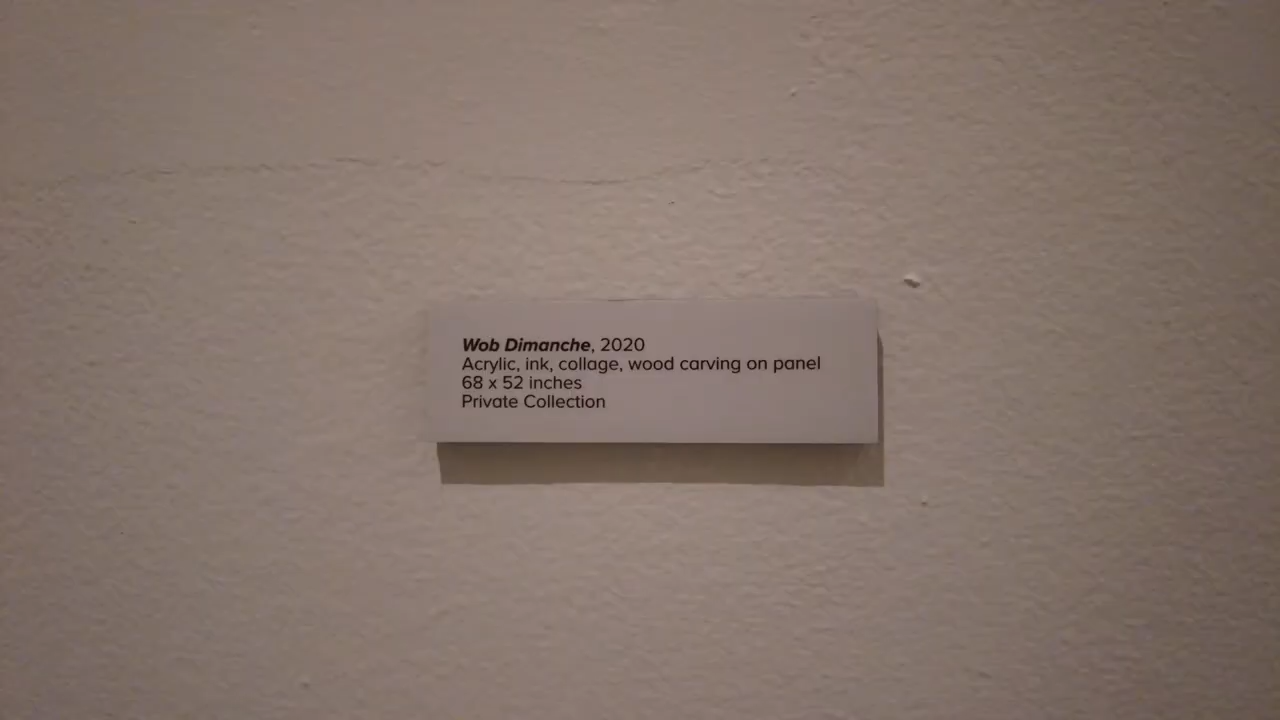 Wob Dimanche, 2020
Acrylic, ink, collage, wood carving on panel
68 x 52 inches
Private Collection